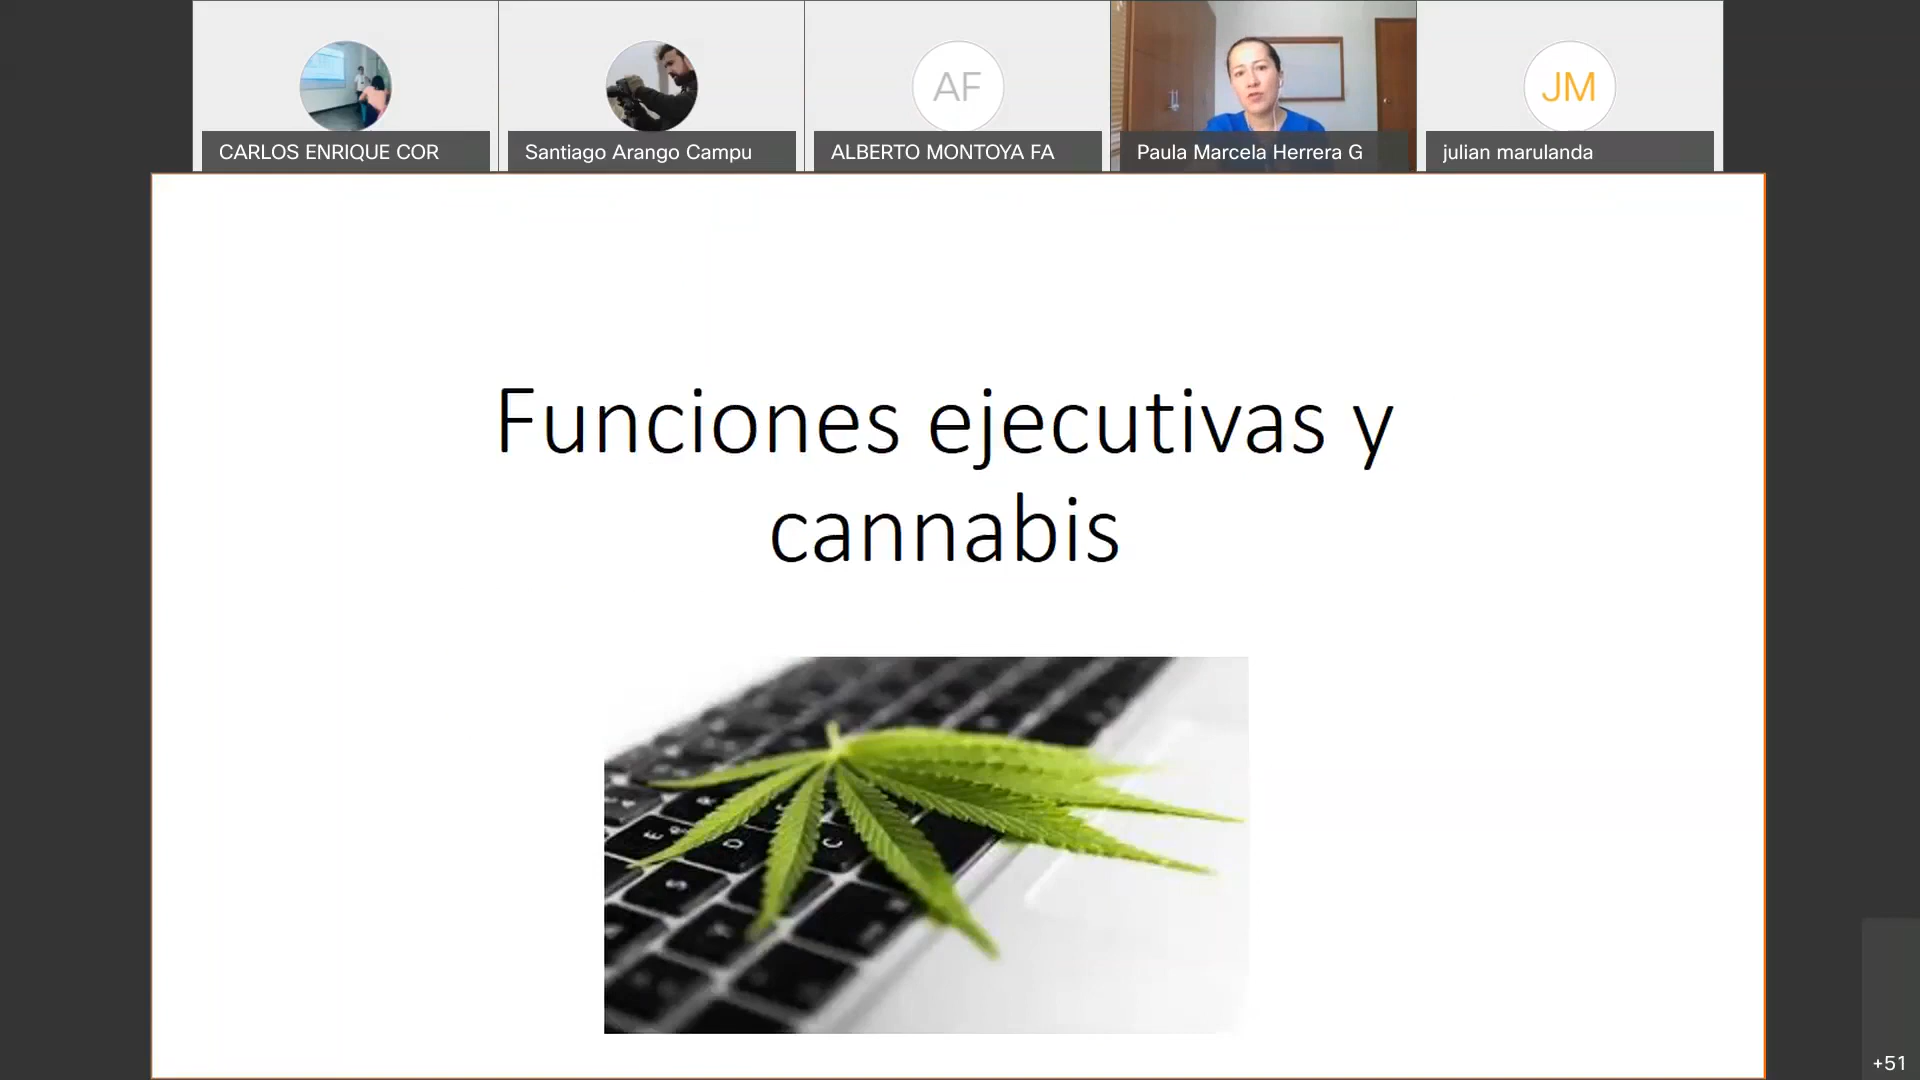 CARLOS ENRIQUE COR
Santiago Arango Campu
AF
ALBERTO MONTOYA FA
Paula Marcela Herrera G
JM
julian marulanda
Funciones ejecutivas y
cannabis
E
D
C
S
+51